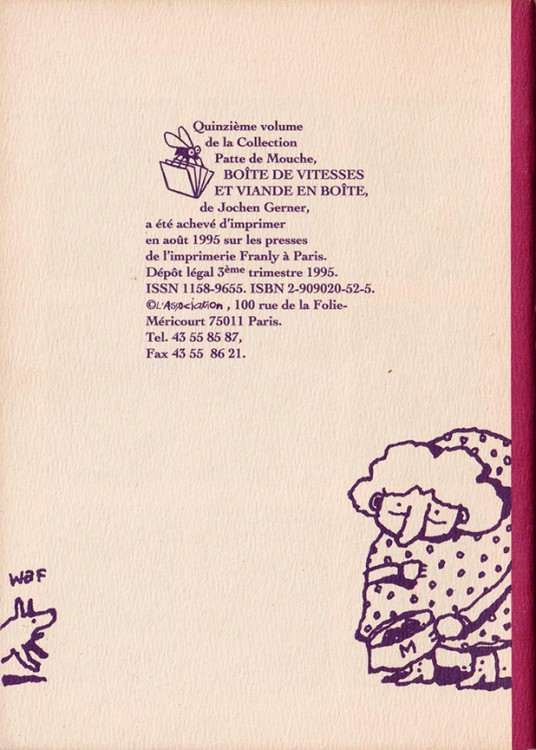 Quinzième volume
de la Collection
Patte de Mouche,
BOÎTE DE VITESSES
ET VIANDE EN BOÎTE,
de Jochen Gerner,
a été achevé d'imprimer
en août 1995 sur les presses
de l'imprimerie Franly à Paris.
Dépôt légal 3ème trimestre 1995.
ISSN 1158-9655. ISBN 2-909020-52-5.
©L'Association, 100 rue de la Folie-
Méricourt 75011 Paris.
Tel. 43 55 85 87,
Fax 43 55 86 21.
waf
M